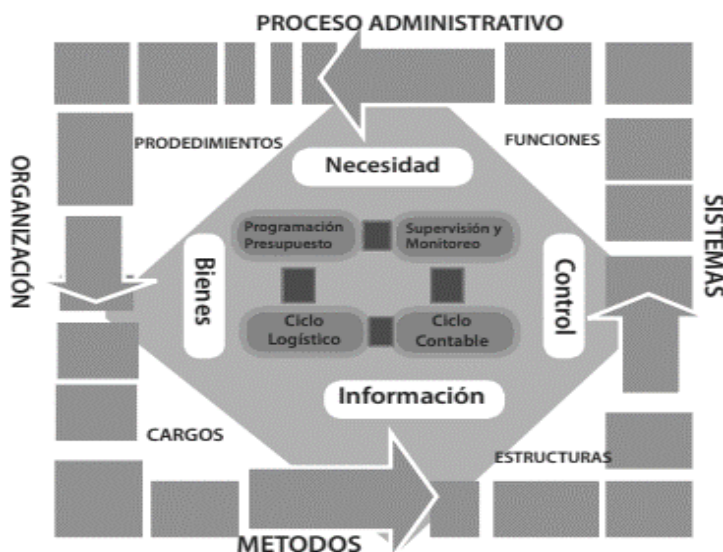 PROCESO ADMINISTRATIVO
PRODEDIMIENTOS
FUNCIONES
Necesidad
ORGANIZACIÓN
SISTEMAS
Programación
Presupuesto
Supervisión y
Monitoreo
Bienes
Control
Ciclo
Logístico
Ciclo
Contable
Información
CARGOS
ESTRUCTURAS
METODOS